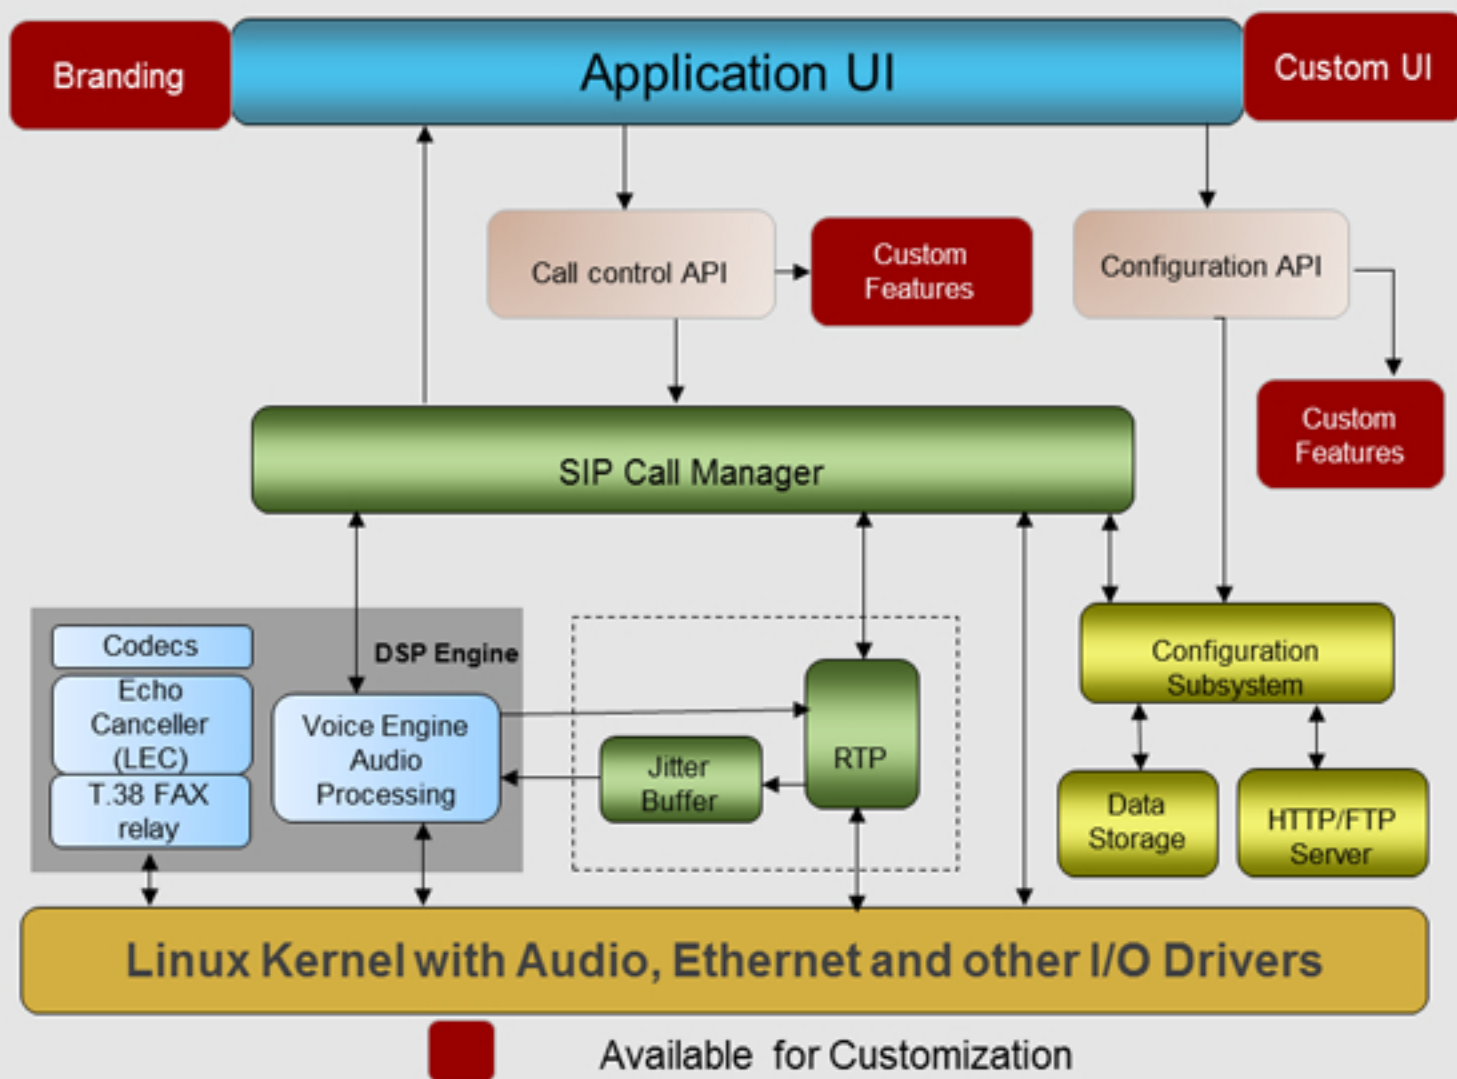 Branding
Application UI
Custom UI
Call control API
Custom
Features
Configuration API
Custom
Features
SIP Call Manager
Codecs
DSP Engine
Echo
Canceller
(LEC)
T.38 FAX
relay
Voice Engine
Audio
Processing
Jitter
Buffer
RTP
Configuration
Subsystem
Data
Storage
HTTP/FTP
Server
Linux Kernel with Audio, Ethernet and other I/O Drivers
Available for Customization